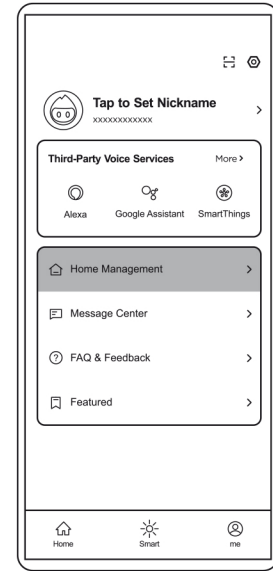 Tap to Set Nickname
xxxxxxxxxxxx
Third-Party Voice Services More
Alexa Google Assistant SmartThings
Home Management
Message Center
FAQ & Feedback
Featured
Home Smart me